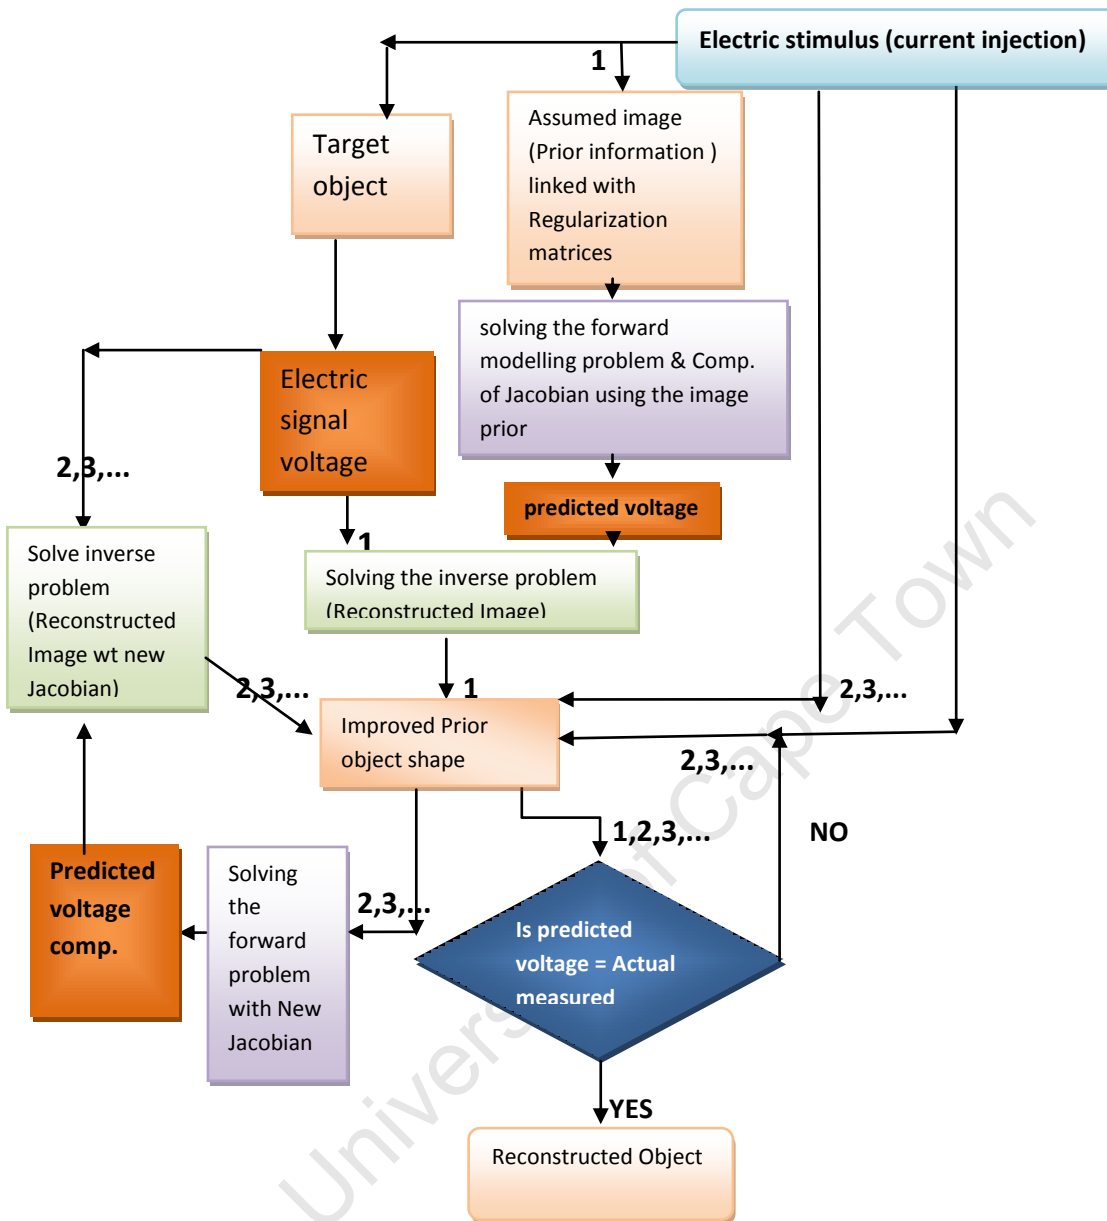 Electric stimulus (current injection)
1
Target
object
Assumed image
(Prior information )
linked with
Regularization
matrices
solving the forward
modelling problem & Comp.
of Jacobian using the image
prior
Electric
signal
voltage
2,3,...
predicted voltage
1
Solve inverse
problem
(Reconstructed
Image wt new
Jacobian)
Solving the inverse problem
(Reconstructed Image)
2,3,...
1
2,3,...
Improved Prior
object shape
2,3,...
1,2,3,...
NO
Predicted
voltage
comp.
Solving
the
forward
problem
with New
Jacobian
2,3,...
Is predicted
voltage = Actual
measured
YES
Reconstructed Object
University of Cape Town